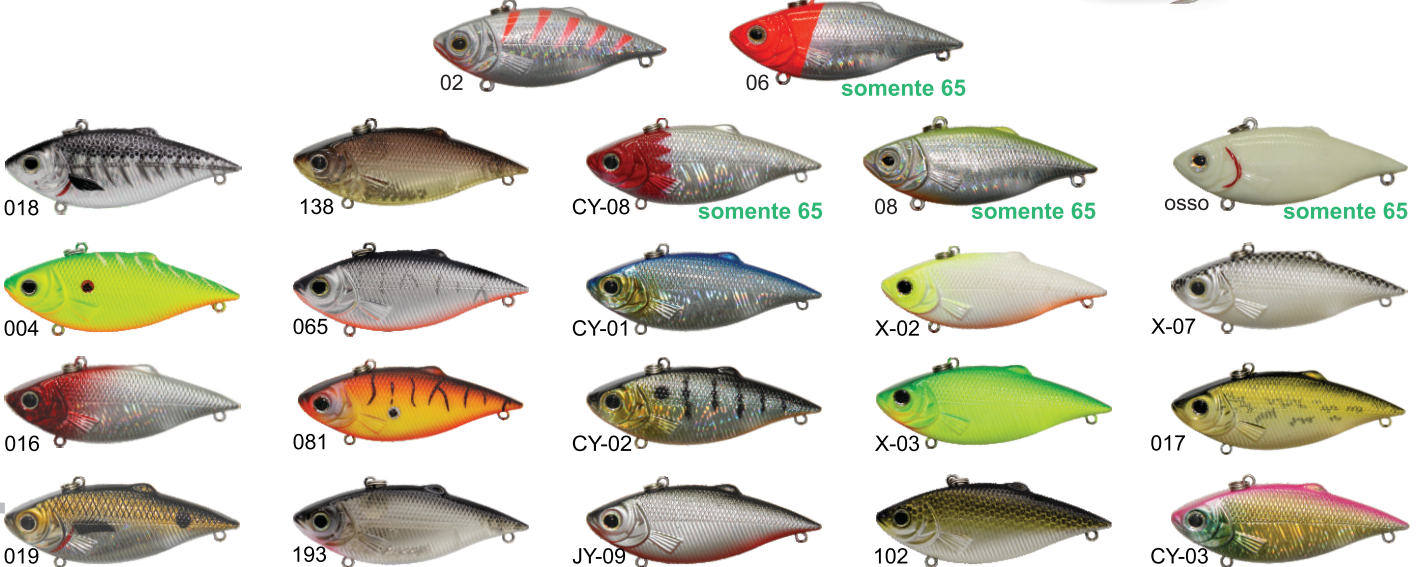 02
06
somente 65
018
138
CY-08
somente 65
08
somente 65
osso
somente 65
004
065
CY-01
X-02
X-07
016
081
CY-02
X-03
017
019
193
JY-09
102
CY-03